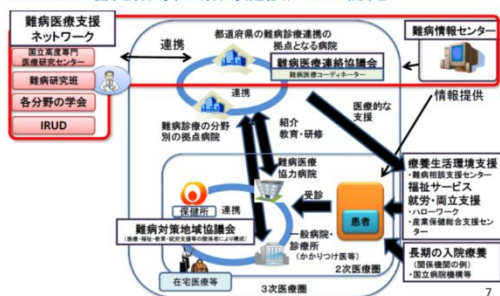 難病医療支援
ネットワーク
国立高度専門
医療研究センター
難病研究班
各分野の学会
IRUD
連携
都道府県の難病診療連携の
拠点となる病院
難病医療連絡協議会
難病医療コーディネーター
連携
難病診療の分野
別の拠点病院
難病情報センター
情報提供
医療的な
支援
紹介
教育・研修
難病医療
協力病院
保健所
連携
難病対策地域協議会
(医療・福祉・教育・就労支援等の関係者により構成)
在宅医療等
受診
患者
一般病院・
診療所
(かかりつけ医等)
2次医療圏
3次医療圏
療養生活環境支援
・難病相談支援センター
福祉サービス
就労・両立支援
・ハローワーク
・産業保健総合支援セン
ター
長期の入院療養
(関係機関の例)
・国立病院機構等
7